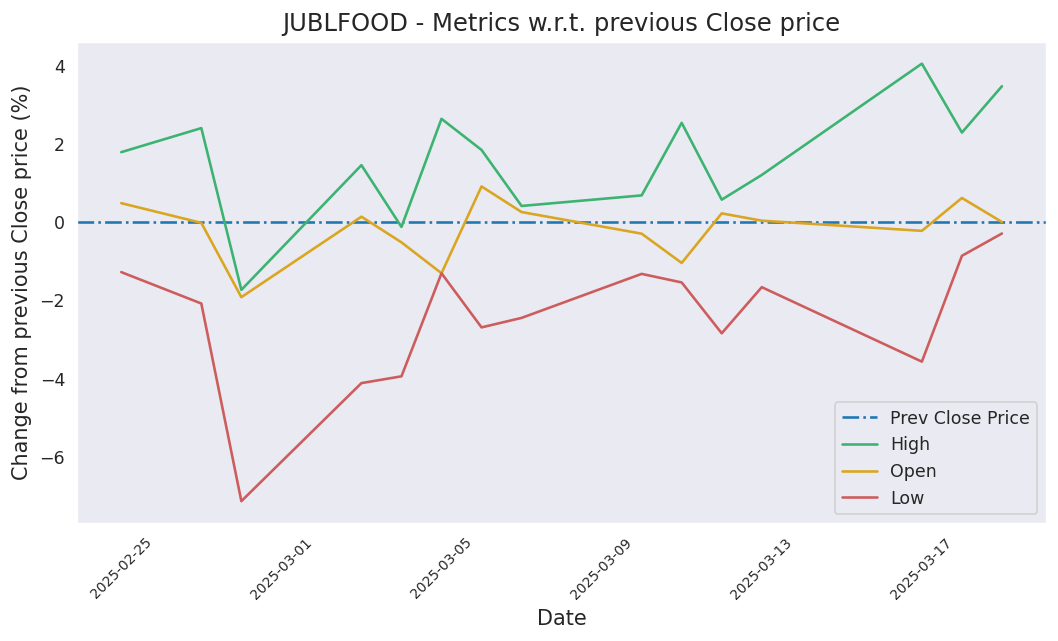 JUBLFOOD - Metrics w.r.t. previous Close price
Change from previous Close price (%)
4
2
0
−2
−4
−6
Prev Close Price
High
Open
Low
2025-02-25
2025-03-01
2025-03-05
2025-03-09
2025-03-13
2025-03-17
Date